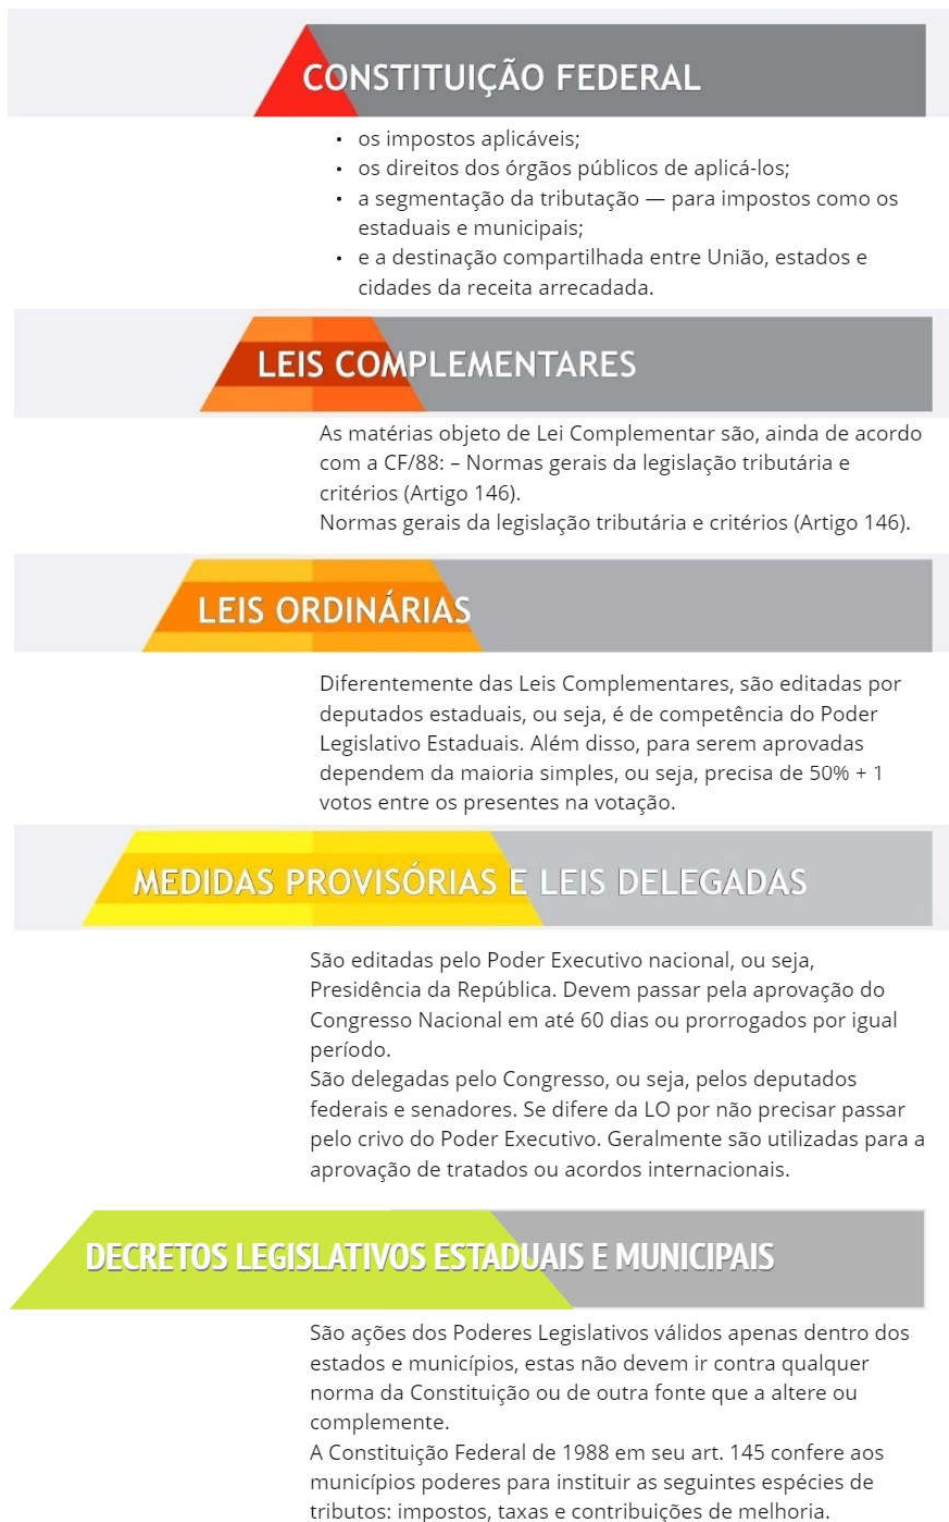 CONSTITUIÇÃO FEDERAL
• os impostos aplicáveis;
• os direitos dos órgãos públicos de aplicá-los;
• a segmentação da tributação — para impostos como os
estaduais e municipais;
• e a destinação compartilhada entre União, estados e
cidades da receita arrecadada.
LEIS COMPLEMENTARES
As matérias objeto de Lei Complementar são, ainda de acordo
com a CF/88: – Normas gerais da legislação tributária e
critérios (Artigo 146).
Normas gerais da legislação tributária e critérios (Artigo 146).
LEIS ORDINÁRIAS
Diferentemente das Leis Complementares, são editadas por
deputados estaduais, ou seja, é de competência do Poder
Legislativo Estaduais. Além disso, para serem aprovadas
dependem da maioria simples, ou seja, precisa de 50% + 1
votos entre os presentes na votação.
MEDIDAS PROVISÓRIAS E LEIS DELEGADAS
São editadas pelo Poder Executivo nacional, ou seja,
Presidência da República. Devem passar pela aprovação do
Congresso Nacional em até 60 dias ou prorrogados por igual
período.
São delegadas pelo Congresso, ou seja, pelos deputados
federais e senadores. Se difere da LO por não precisar passar
pelo crivo do Poder Executivo. Geralmente são utilizadas para a
aprovação de tratados ou acordos internacionais.
DECRETOS LEGISLATIVOS ESTADUAIS E MUNICIPAIS
São ações dos Poderes Legislativos válidos apenas dentro dos
estados e municípios, estas não devem ir contra qualquer
norma da Constituição ou de outra fonte que a altere ou
complemente.
A Constituição Federal de 1988 em seu art. 145 confere aos
municípios poderes para instituir as seguintes espécies de
tributos: impostos, taxas e contribuições de melhoria.